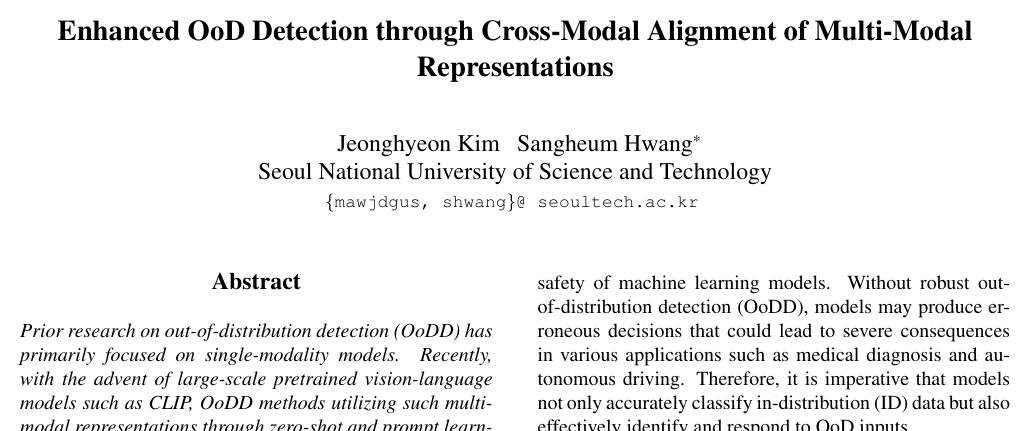 Enhanced OoD Detection through Cross-Modal Alignment of Multi-Modal
Representations
Jeonghyeon Kim Sangheum Hwang*
Seoul National University of Science and Technology
{mawjdgus, shwang}@ seoultech.ac.kr
Abstract
Prior research on out-of-distribution detection (OoDD) has
primarily focused on single-modality models. Recently,
with the advent of large-scale pretrained vision-language
models such as CLIP, OoDD methods utilizing such multi-
modal representations through zero-shot and prompt learn-
safety of machine learning models. Without robust out-
of-distribution detection (OoDD), models may produce er-
roneous decisions that could lead to severe consequences
in various applications such as medical diagnosis and au-
tonomous driving. Therefore, it is imperative that models
not only accurately classify in-distribution (ID) data but also
effectively identify and respond to OoD inputs.